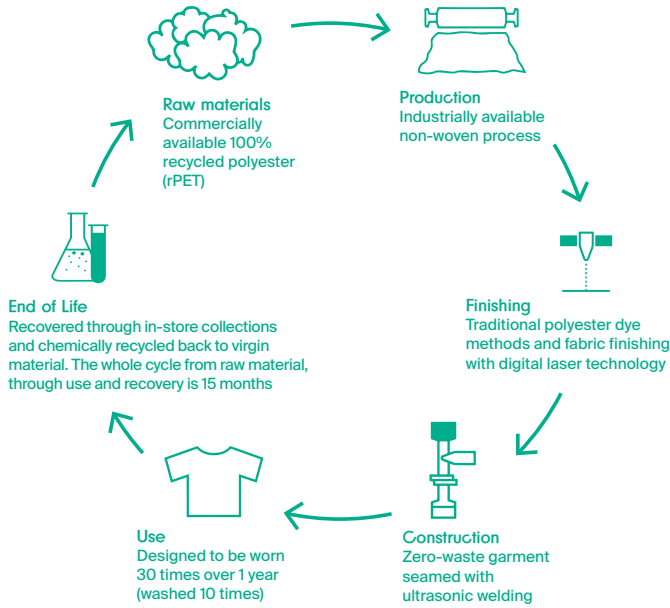 Raw materials
Commercially
available 100%
recycled polyester
(rPET)
Production
Industrially available
non-woven process
Finishing
Traditional polyester dye
methods and fabric finishing
with digital laser technology
Construction
Zero-waste garment
seamed with
ultrasonic welding
Use
Designed to be worn
30 times over 1 year
(washed 10 times)
End of Life
Recovered through in-store collections
and chemically recycled back to virgin
material. The whole cycle from raw material,
through use and recovery is 15 months